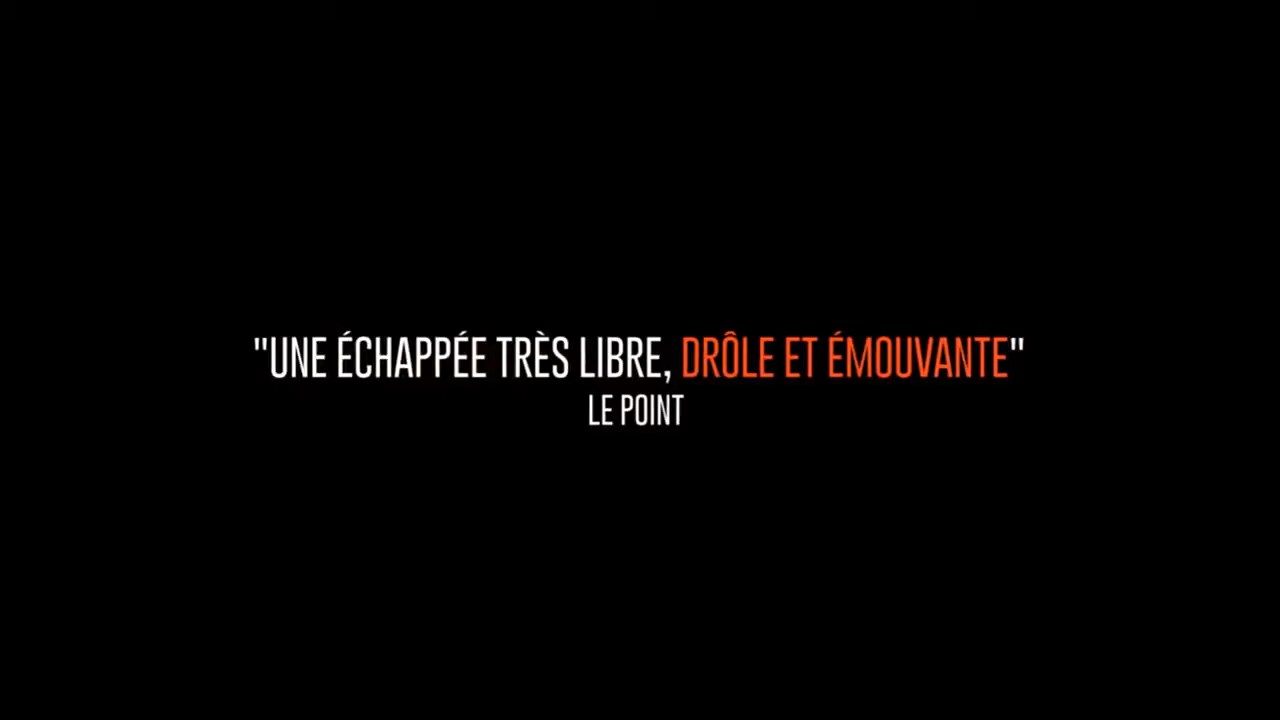 "UNE ÉCHAPPÉE TRÈS LIBRE, DRÔLE ET ÉMOUVANTE"
LE POINT